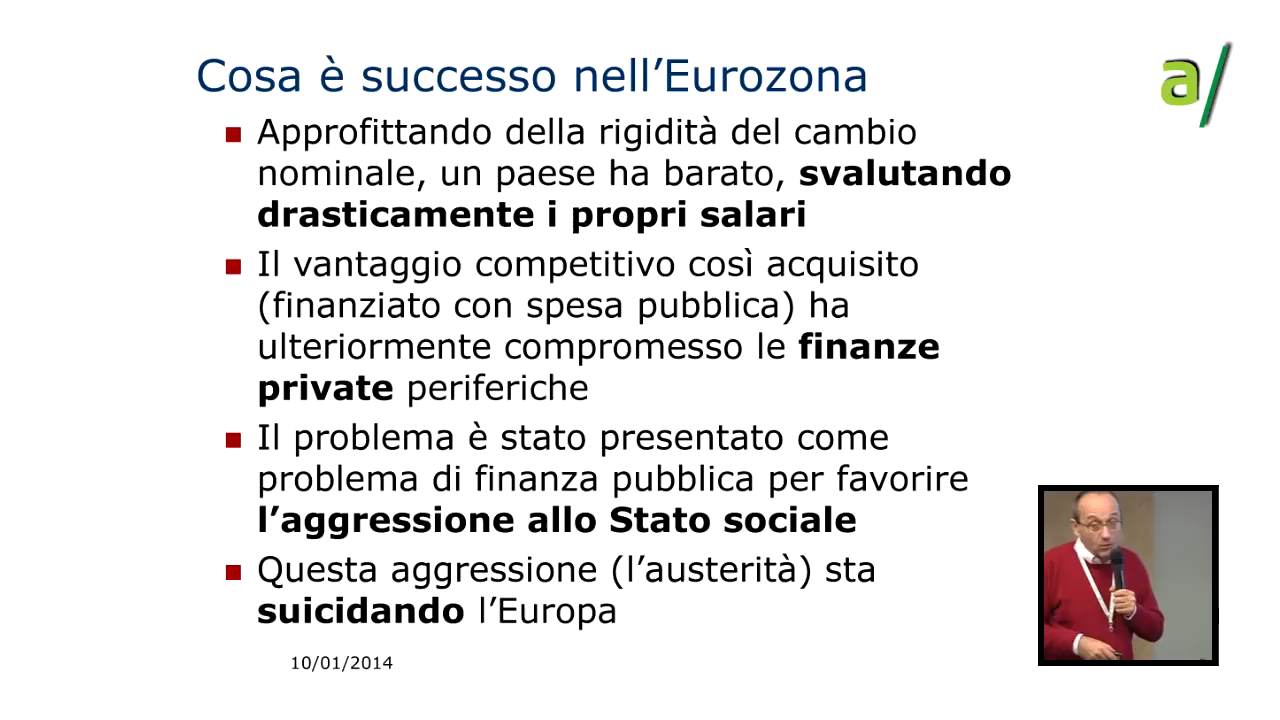 Cosa è successo nell’Eurozona
a/
Approfittando della rigidità del cambio
nominale, un paese ha barato, svalutando
drasticamente i propri salari
Il vantaggio competitivo così acquisito
(finanziato con spesa pubblica) ha
ulteriormente compromesso le finanze
private periferiche
Il problema è stato presentato come
problema di finanza pubblica per favorire
l’aggressione allo Stato sociale
Questa aggressione (l’austerità) sta
suicidando l’Europa
10/01/2014